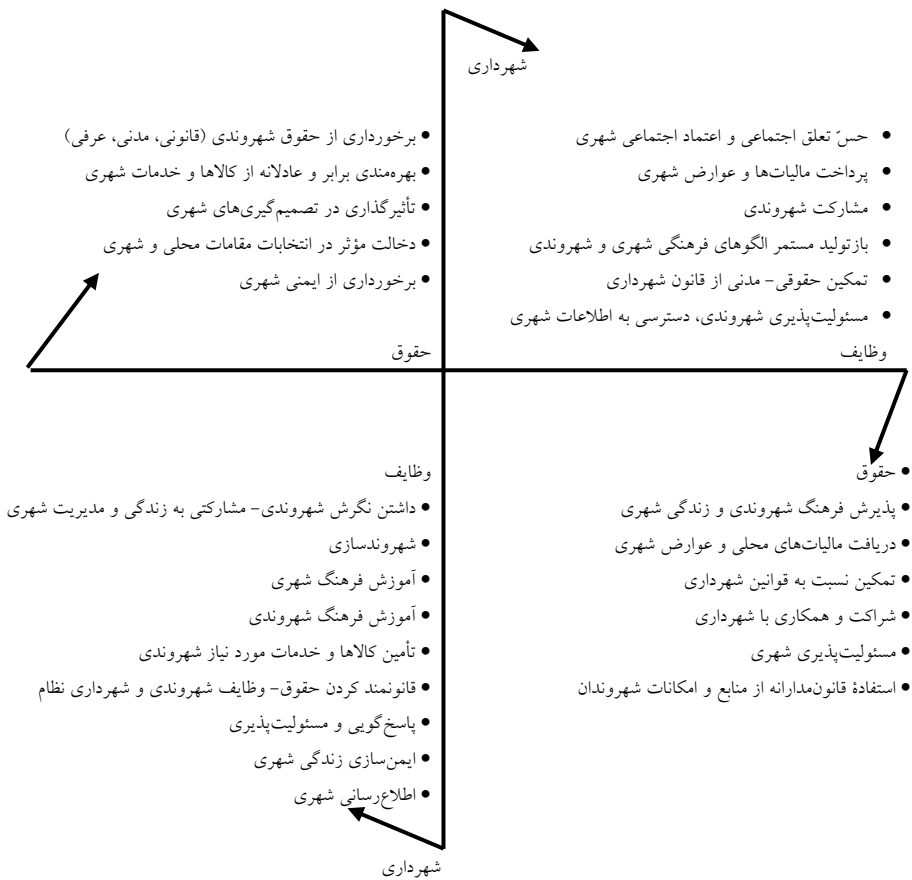 شهرداری
• حسّ تعلق اجتماعی و اعتماد اجتماعی شهری
• پرداخت مالیات‌ها و عوارض شهری
• مشارکت شهروندی
• بازتولید مستمر الگوهای فرهنگی شهری و شهروندی
• تمکین حقوقی- مدنی از قانون شهرداری
• مسئولیت‌پذیری شهروندی، دسترسی به اطلاعات شهری
وظایف
• برخورداری از حقوق شهروندی (قانونی، مدنی، عرفی)
• بهره‌مندی برابر و عادلانه از کالاها و خدمات شهری
• تأثیرگذاری در تصمیم‌گیری‌های شهری
• دخالت مؤثر در انتخابات مقامات محلی و شهری
• برخورداری از ایمنی شهری
حقوق
• حقوق
• پذیرش فرهنگ شهروندی و زندگی شهری
• دریافت مالیات‌های محلی و عوارض شهری
• تمکین نسبت به قوانین شهرداری
• شراکت و همکاری با شهرداری
• مسئولیت‌پذیری شهری
• استفادۀ قانون‌مدارانه از منابع و امکانات شهروندان
وظایف
• داشتن نگرش شهروندی- مشارکتی به زندگی و مدیریت شهری
• شهروندسازی
• آموزش فرهنگ شهری
• آموزش فرهنگ شهروندی
• تأمین کالاها و خدمات مورد نیاز شهروندی
• قانونمند کردن حقوق- وظایف شهروندی و شهرداری نظام
• پاسخ‌گویی و مسئولیت‌پذیری
• ایمن‌سازی زندگی شهری
• اطلاع‌رسانی شهری
شهرداری